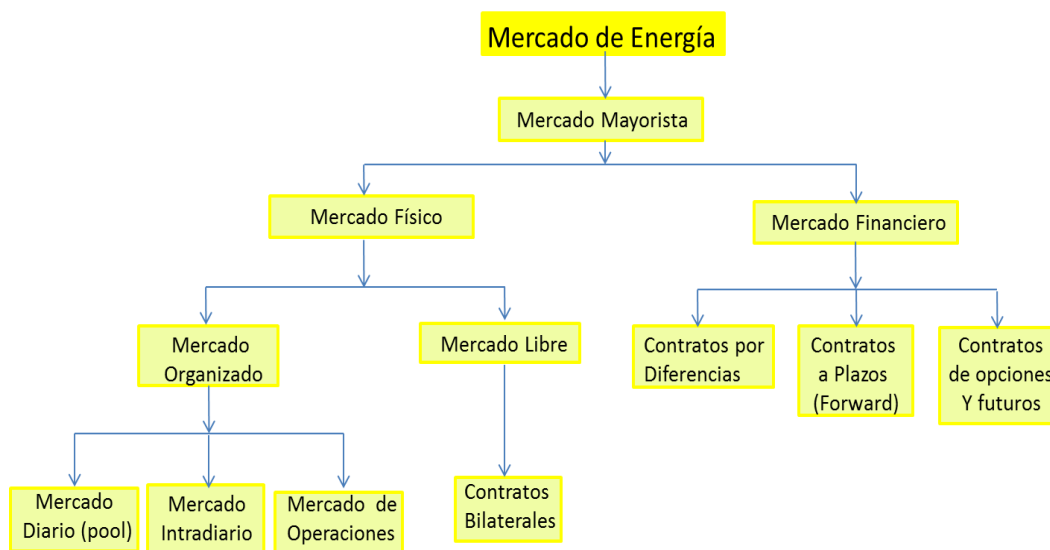 Mercado de Energía
Mercado Mayorista
Mercado Físico
Mercado Financiero
Mercado
Organizado
Mercado Libre
Contratos por
Diferencias
Contratos
a Plazos
(Forward)
Contratos
de opciones
Y futuros
Mercado
Diario (pool)
Mercado
Intradiario
Mercado de
Operaciones
Contratos
Bilaterales